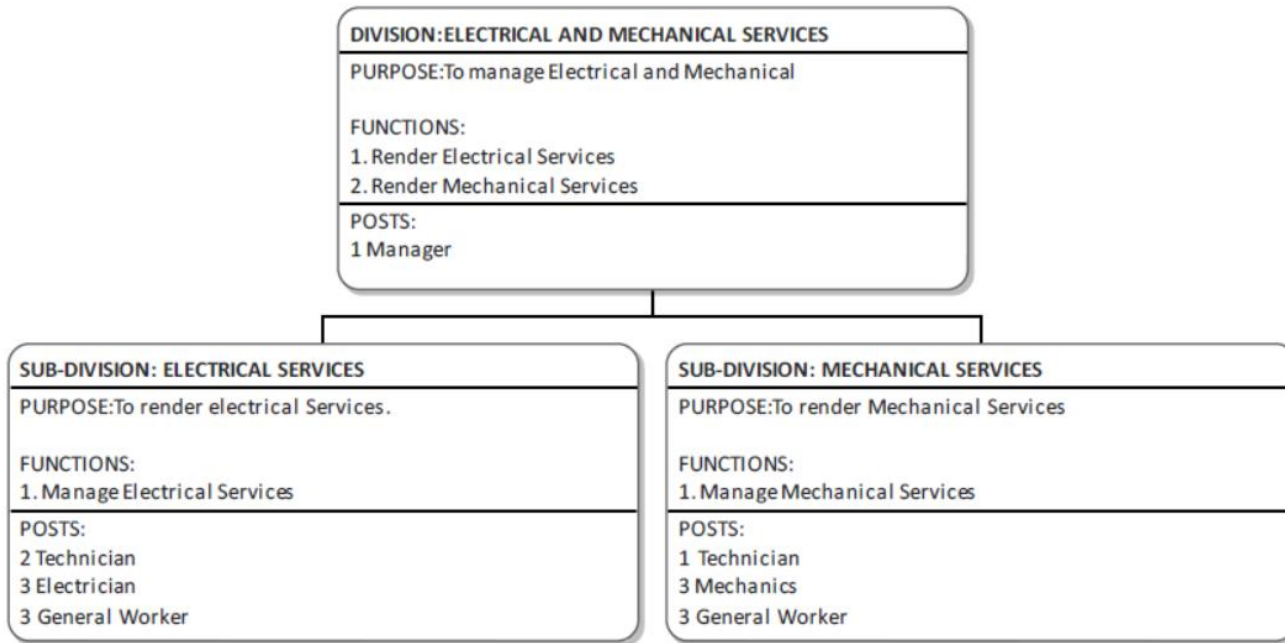 DIVISION:ELECTRICAL AND MECHANICAL SERVICES
PURPOSE:To manage Electrical and Mechanical
FUNCTIONS:
1. Render Electrical Services
2. Render Mechanical Services
POSTS:
1 Manager
SUB-DIVISION: ELECTRICAL SERVICES
PURPOSE:To render electrical Services.
FUNCTIONS:
1. Manage Electrical Services
POSTS:
2 Technician
3 Electrician
3 General Worker
SUB-DIVISION: MECHANICAL SERVICES
PURPOSE:To render Mechanical Services
FUNCTIONS:
1. Manage Mechanical Services
POSTS:
1 Technician
3 Mechanics
3 General Worker